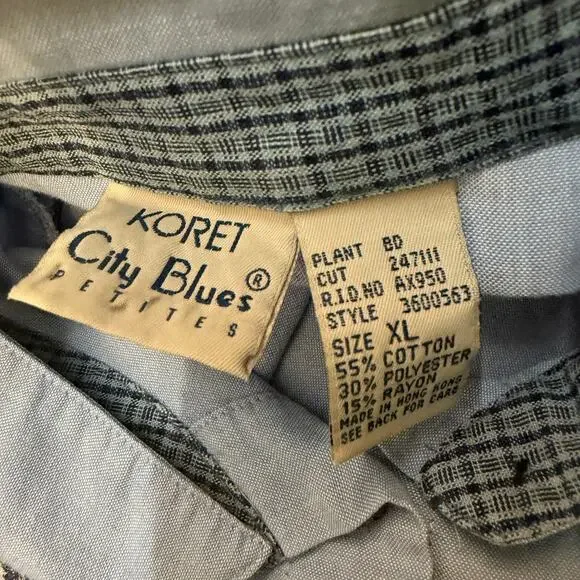 KORET
City Blues®
PETITES
PLANT BD
CUT 247111
R.I.D.NO AX950
STYLE 3600563
SIZE XL
55% COTTON
30% POLYESTER
15% RAYON
MADE IN HONG KONG
SEE BACK FOR CARE